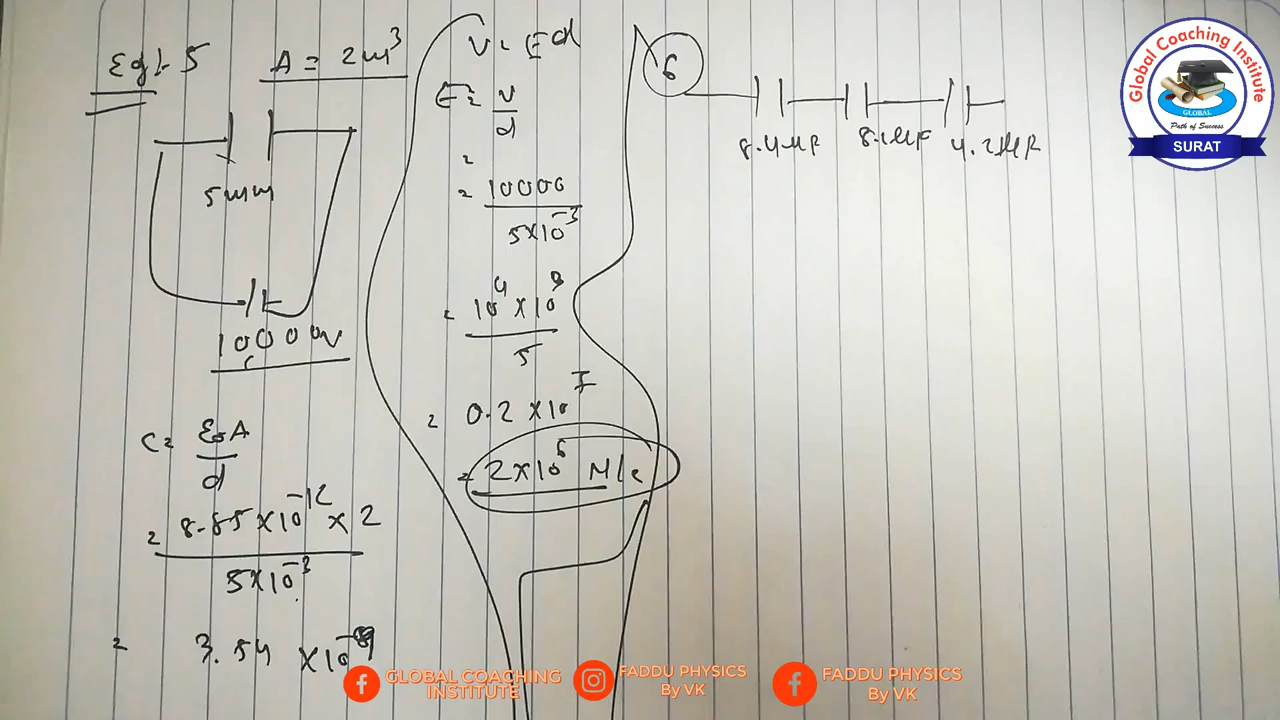 Eg:- 5
A = 2m³
5mm
10000V
C = ε₀A / d
= 8.85 × 10⁻¹² × 2 / 5×10⁻³
= 3.54 × 10⁻⁹
V = Ed
E = V / d
=
= 10000 / 5×10⁻³
= 10⁴ × 10³ / 5
= 0.2 × 10⁷
= 2×10⁶ N/c
6
8.4μF 8.2μF 4.2μF
Global Coaching Institute
GLOBAL
Path of Success
SURAT
GLOBAL COACHING
INSTITUTE
FADDU PHYSICS
By VK
FADDU PHYSICS
By VK